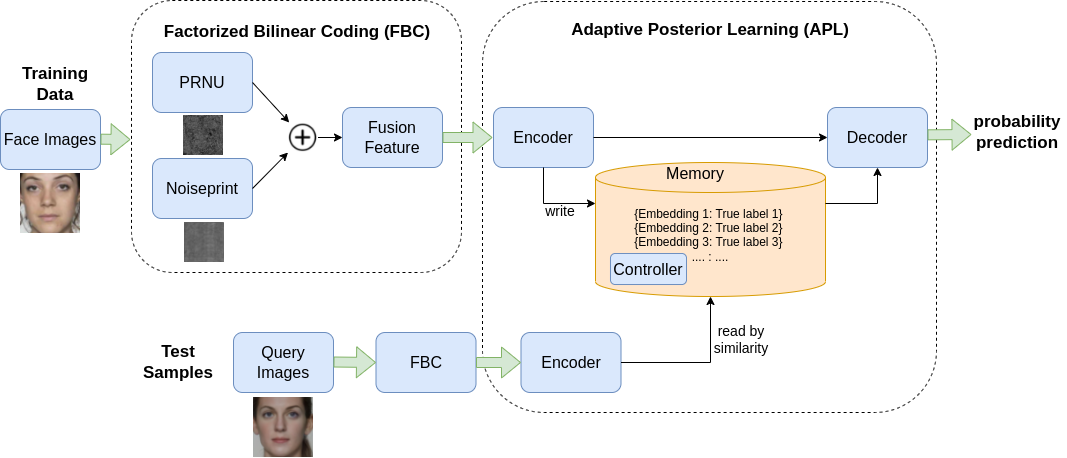 Factorized Bilinear Coding (FBC)
Adaptive Posterior Learning (APL)
Training
Data
Face Images
PRNU
Noiseprint
Fusion
Feature
Encoder
Decoder
probability
prediction
write
Memory
{Embedding 1: True label 1}
{Embedding 2: True label 2}
{Embedding 3: True label 3}
.... : ....
Controller
read by
similarity
Test
Samples
Query
Images
FBC
Encoder